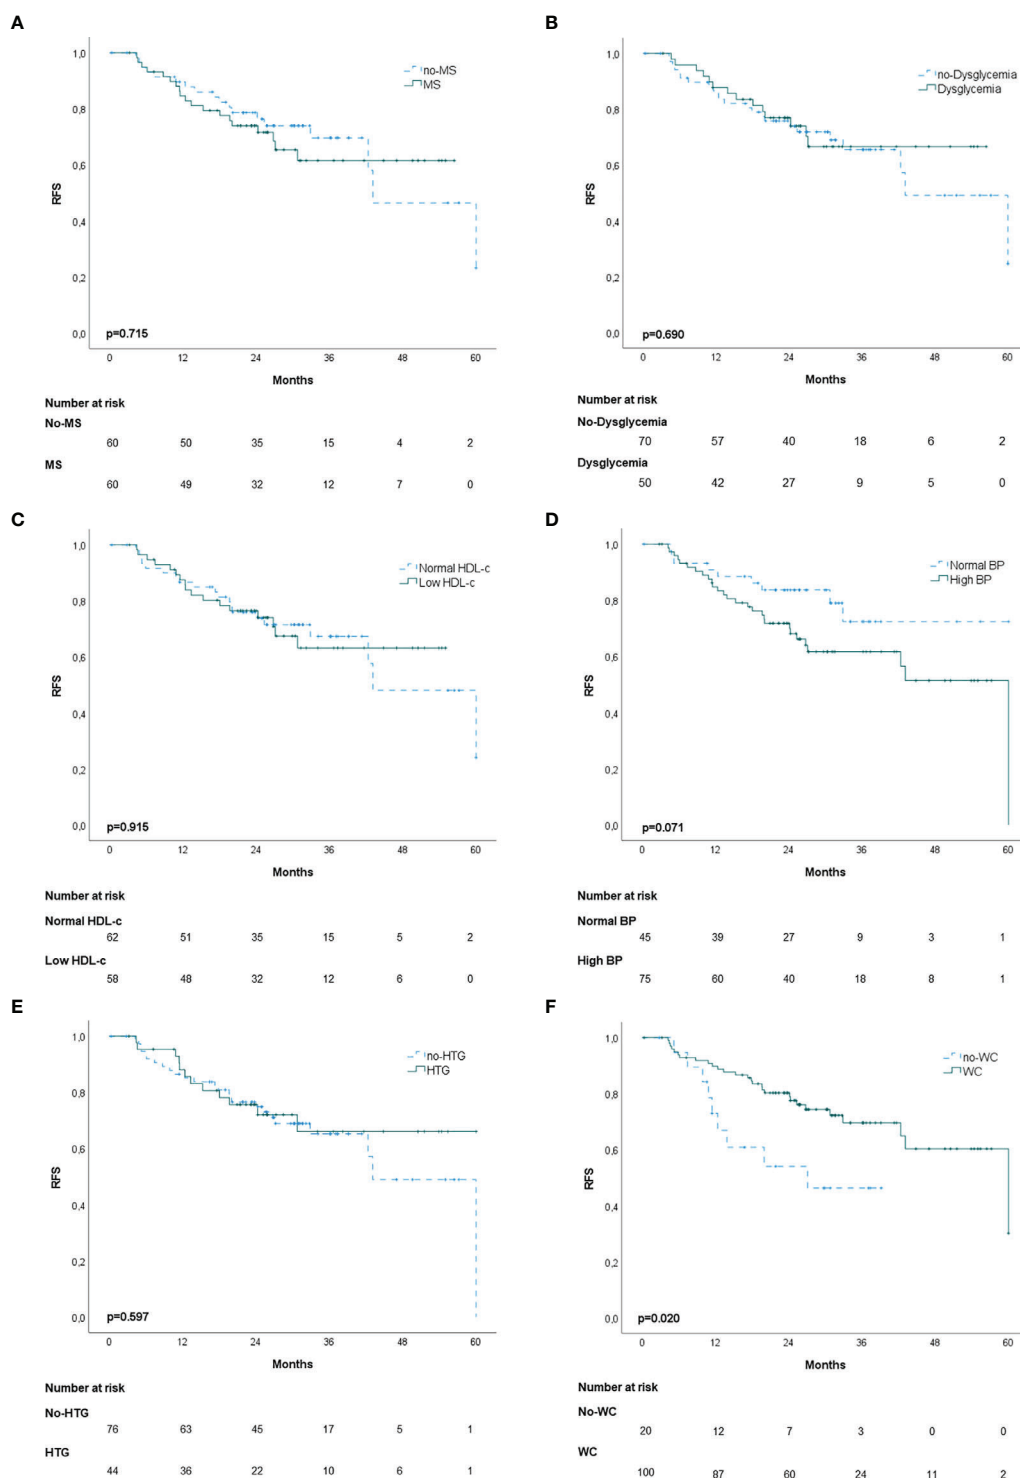 A
RFS
1,0
0,8
0,6
0,4
0,2
0,0
no-MS
MS
p=0.715
0 12 24 36 48 60
Months
Number at risk
No-MS
60 50 35 15 4 2
MS
60 49 32 12 7 0
B
RFS
1,0
0,8
0,6
0,4
0,2
0,0
no-Dysglycemia
Dysglycemia
p=0.690
0 12 24 36 48 60
Months
Number at risk
No-Dysglycemia
70 57 40 18 6 2
Dysglycemia
50 42 27 9 5 0
C
RFS
1,0
0,8
0,6
0,4
0,2
0,0
Normal HDL-c
Low HDL-c
p=0.915
0 12 24 36 48 60
Months
Number at risk
Normal HDL-c
62 51 35 15 5 2
Low HDL-c
58 48 32 12 6 0
D
RFS
1,0
0,8
0,6
0,4
0,2
0,0
Normal BP
High BP
p=0.071
0 12 24 36 48 60
Months
Number at risk
Normal BP
45 39 27 9 3 1
High BP
75 60 40 18 8 1
E
RFS
1,0
0,8
0,6
0,4
0,2
0,0
no-HTG
HTG
p=0.597
0 12 24 36 48 60
Months
Number at risk
No-HTG
76 63 45 17 5 1
HTG
44 36 22 10 6 1
F
RFS
1,0
0,8
0,6
0,4
0,2
0,0
no-WC
WC
p=0.020
0 12 24 36 48 60
Months
Number at risk
No-WC
20 12 7 3 0 0
WC
100 87 60 24 11 2